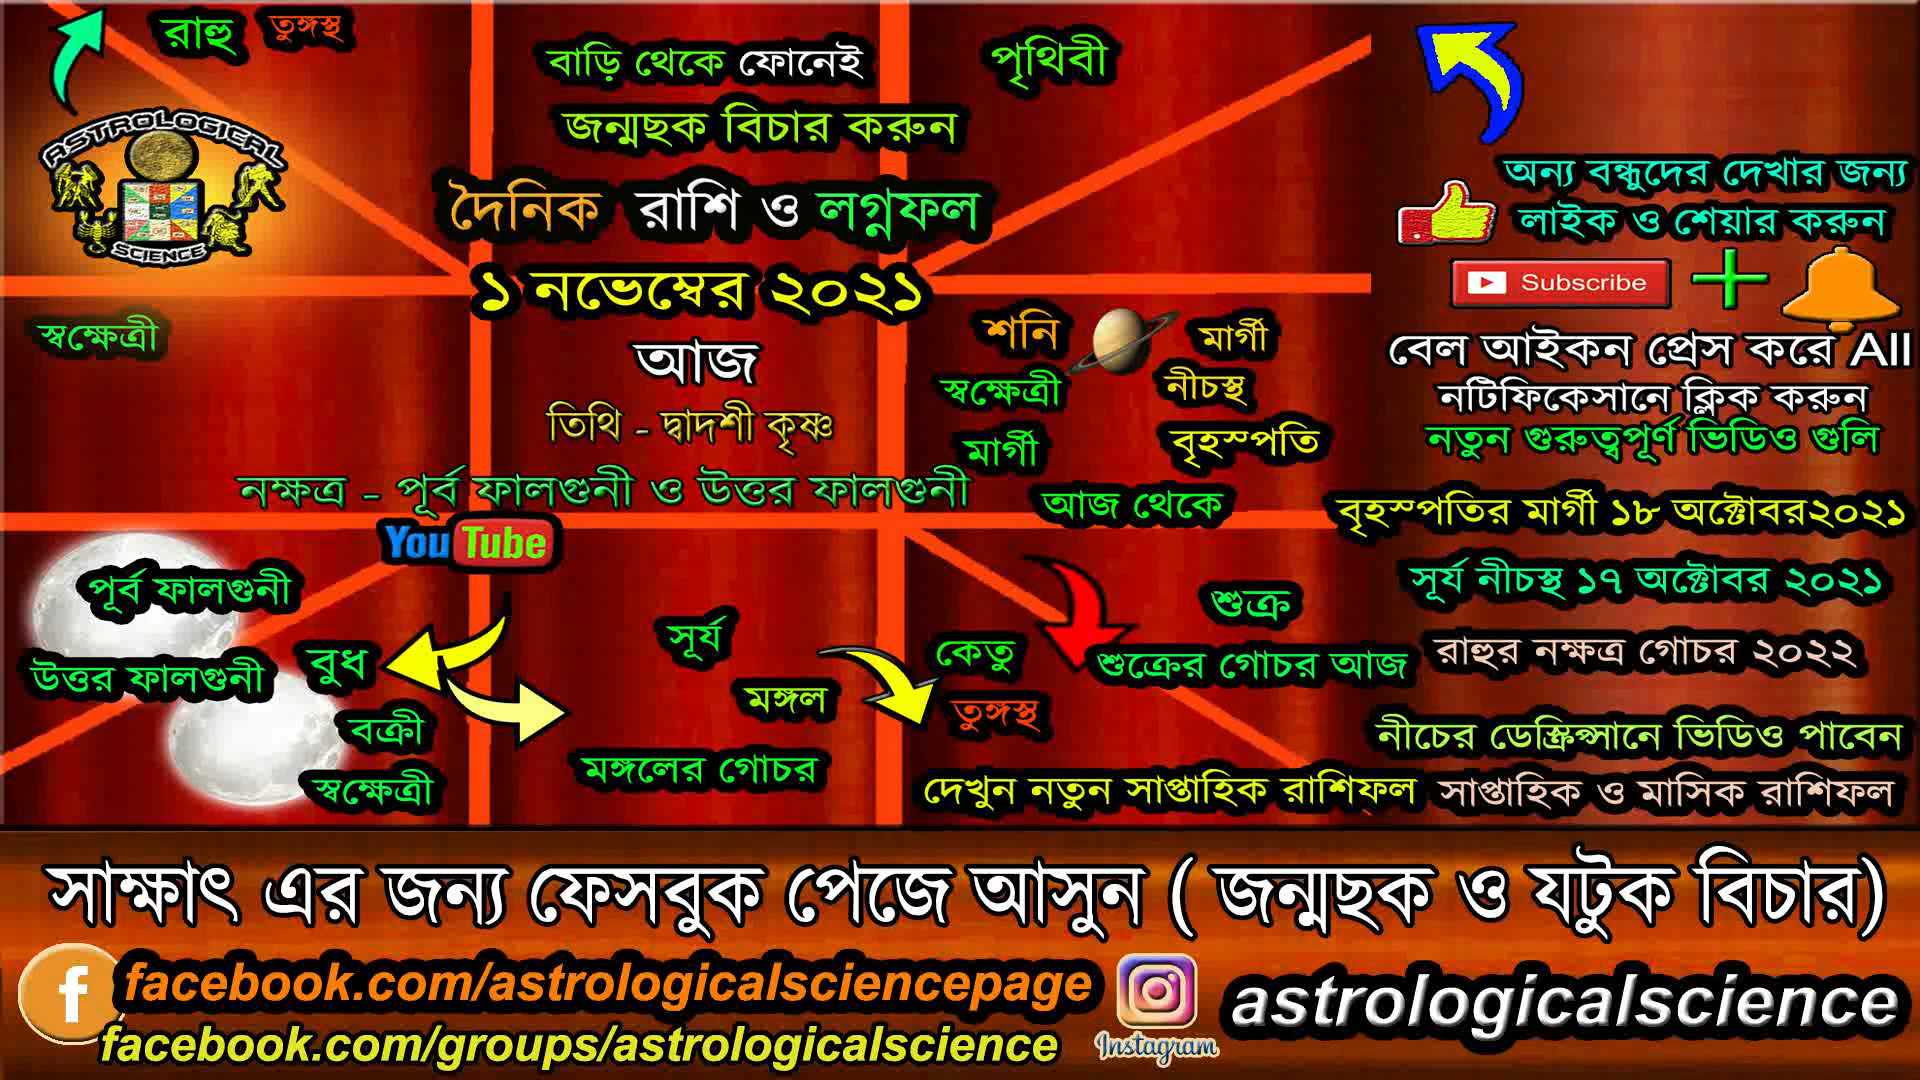 রাহু তুঙ্গস্থ
ASTROLOGICAL
SCIENCE
বাড়ি থেকে ফোনেই
জন্মছক বিচার করুন
পৃথিবী
দৈনিক রাশি ও লগ্নফল
১ নভেম্বের ২০২১
আজ
তিথি - দ্বাদশী কৃষ্ণ
নক্ষত্র - পূর্ব ফালগুনী ও উত্তর ফালগুনী
স্বক্ষেত্রী
শনি মার্গী
স্বক্ষেত্রী নীচস্থ
মার্গী বৃহস্পতি
আজ থেকে
অন্য বন্ধুদের দেখার জন্য
লাইক ও শেয়ার করুন
Subscribe
বেল আইকন প্রেস করে All
নটিফিকেসানে ক্লিক করুন
নতুন গুরুত্বপূর্ণ ভিডিও গুলি
বৃহস্পতির মার্গী ১৮ অক্টোবর২০২১
সূর্য নীচস্থ ১৭ অক্টোবর ২০২১
রাহুর নক্ষত্র গোচর ২০২২
নীচের ডেস্ক্রিপ্সানে ভিডিও পাবেন
সাপ্তাহিক ও মাসিক রাশিফল
YouTube
পূর্ব ফালগুনী
উত্তর ফালগুনী
বুধ
বক্রী
স্বক্ষেত্রী
সূর্য
মঙ্গল
মঙ্গলের গোচর
কেতু
তুঙ্গস্থ
শুক্র
শুক্রের গোচর আজ
দেখুন নতুন সাপ্তাহিক রাশিফল
সাক্ষাৎ এর জন্য ফেসবুক পেজে আসুন ( জন্মছক ও যটুক বিচার)
f facebook.com/astrologicalsciencepage
facebook.com/groups/astrologicalscience
Instagram
astrologicalscience